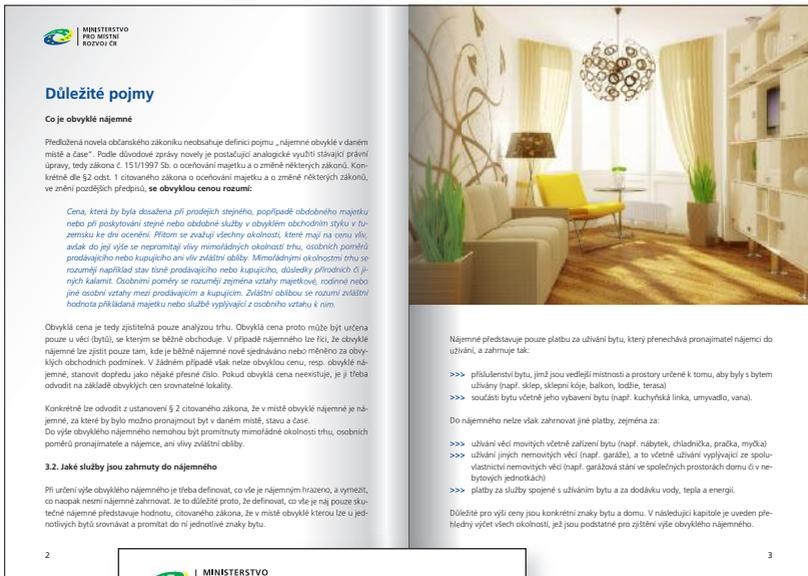 MINISTERSTVO
PRO MÍSTNÍ
ROZVOJ ČR
Důležité pojmy
Co je obvyklé nájemné
Předložená novela občanského zákoníku neobsahuje definici pojmu „nájemné obvyklé v daném
místě a čase“. Podle důvodové zprávy novely je postačující analogické využití stávající právní
úpravy, tedy zákona č. 151/1997 Sb. o oceňování majetku a o změně některých zákonů. Kon-
krétně dle §2 odst. 1 citovaného zákona o oceňování majetku a o změně některých zákonů,
ve znění pozdějších předpisů, se obvyklou cenou rozumí:
Cena, která by byla dosažena při prodejích stejného, popřípadě obdobného majetku
nebo při poskytování stejné nebo obdobné služby v obvyklém obchodním styku v tu-
zemsku ke dni ocenění. Přitom se zvažují všechny okolnosti, které mají na cenu vliv,
avšak do její výše se nepromítají vlivy mimořádných okolností trhu, osobních poměrů
prodávajícího nebo kupujícího ani vliv zvláštní obliby. Mimořádnými okolnostmi trhu se
rozumějí například stav tísně prodávajícího nebo kupujícího, důsledky přírodních či ji-
ných kalamit. Osobními poměry se rozumějí zejména vztahy majetkové, rodinné nebo
jiné osobní vztahy mezi prodávajícím a kupujícím. Zvláštní oblibou se rozumí zvláštní
hodnota přikládaná majetku nebo službě vyplývající z osobního vztahu k nim.
Obvyklá cena je tedy zjistitelná pouze analýzou trhu. Obvyklá cena proto může být určena
pouze u věcí (bytů), se kterým se běžně obchoduje. V případě nájemného lze říci, že obvyklé
nájemné lze zjistit pouze tam, kde je běžně nájemné nově sjednáváno nebo měněno za obvy-
klých obchodních podmínek. V žádném případě však nelze obvyklou cenu, resp. obvyklé ná-
jemné, stanovit dopředu jako nějaké přesné číslo. Pokud obvyklá cena neexistuje, je jí třeba
odvodit na základě obvyklých cen srovnatelné lokality.
Konkrétně lze odvodit z ustanovení § 2 citovaného zákona, že v místě obvyklé nájemné je ná-
jemné, za které by bylo možno pronajmout byt v daném místě, stavu a čase.
Do výše obvyklého nájemného nemohou být promítnuty mimořádné okolnosti trhu, osobních
poměrů pronajímatele a nájemce, ani vlivy zvláštní obliby.
3.2. Jaké služby jsou zahrnuty do nájemného
Při určení výše obvyklého nájemného je třeba definovat, co vše je nájemným hrazeno, a vymezit,
co naopak nesmí nájemné zahrnovat. Je to důležité proto, že definovat, co vše je náj pouze sku-
tečné nájemné představuje hodnotu, citovaného zákona, že v místě obvyklé kterou lze u jed-
notlivých bytů srovnávat a promítat do ní jednotlivé znaky bytu.
2
Nájemné představuje pouze platbu za užívání bytu, který přenechává pronajímatel nájemci do
užívání, a zahrnuje tak:
>>> příslušenství bytu, jímž jsou vedlejší místnosti a prostory určené k tomu, aby byly s bytem
užívány (např. sklep, sklepní kóje, balkon, lodžie, terasa)
>>> součásti bytu včetně jeho vybavení bytu (např. kuchyňská linka, umyvadlo, vana).
Do nájemného nelze však zahrnovat jiné platby, zejména za:
>>> užívání věcí movitých včetně zařízení bytu (např. nábytek, chladnička, pračka, myčka)
>>> užívání jiných nemovitých věcí (např. garáže), a to včetně užívání vyplývající ze spolu-
vlastnictví nemovitých věcí (např. garážová stání ve společných prostorách domu či v ne-
bytových jednotkách)
>>> platby za služby spojené s užíváním bytu a za dodávku vody, tepla a energií.
Důležité pro výši ceny jsou konkrétní znaky bytu a domu. V následující kapitole je uveden pře-
hledný výčet všech okolností, jež jsou podstatné pro zjištění výše obvyklého nájemného.
3
MINISTERSTVO